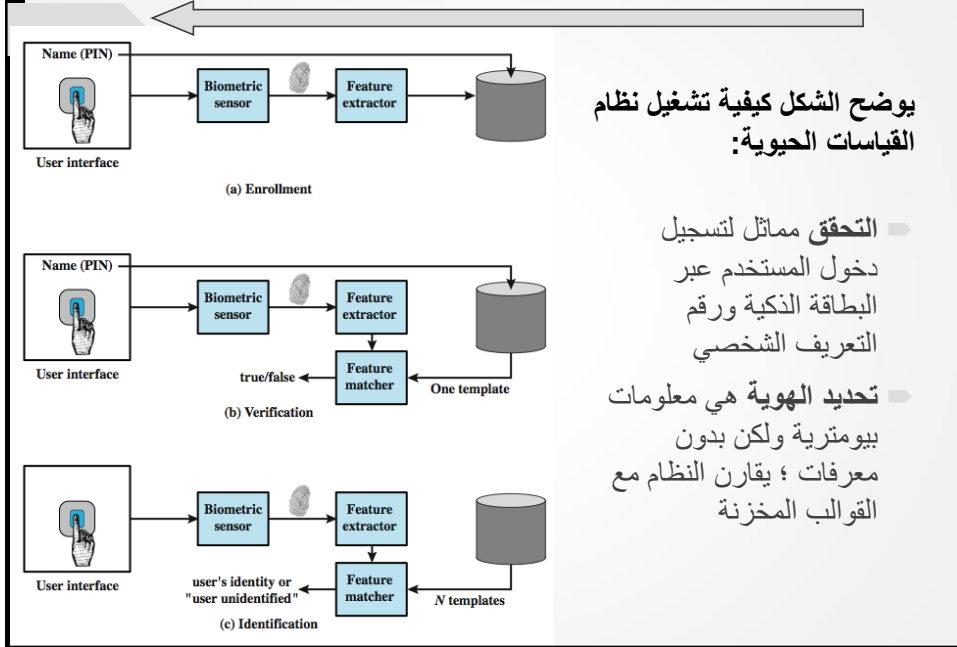 يوضح الشكل كيفية تشغيل نظام
القياسات الحيوية:
التحقق مماثل لتسجيل
دخول المستخدم عبر
البطاقة الذكية ورقم
التعريف الشخصي
تحديد الهوية هي معلومات
بيومترية ولكن بدون
معرفات ؛ يقارن النظام مع
القوالب المخزنة
Name (PIN)
Biometric
sensor
Feature
extractor
User interface
(a) Enrollment
Name (PIN)
Biometric
sensor
Feature
extractor
User interface
true/false
Feature
matcher
One template
(b) Verification
Biometric
sensor
Feature
extractor
User interface
user's identity or
"user unidentified"
Feature
matcher
N templates
(c) Identification